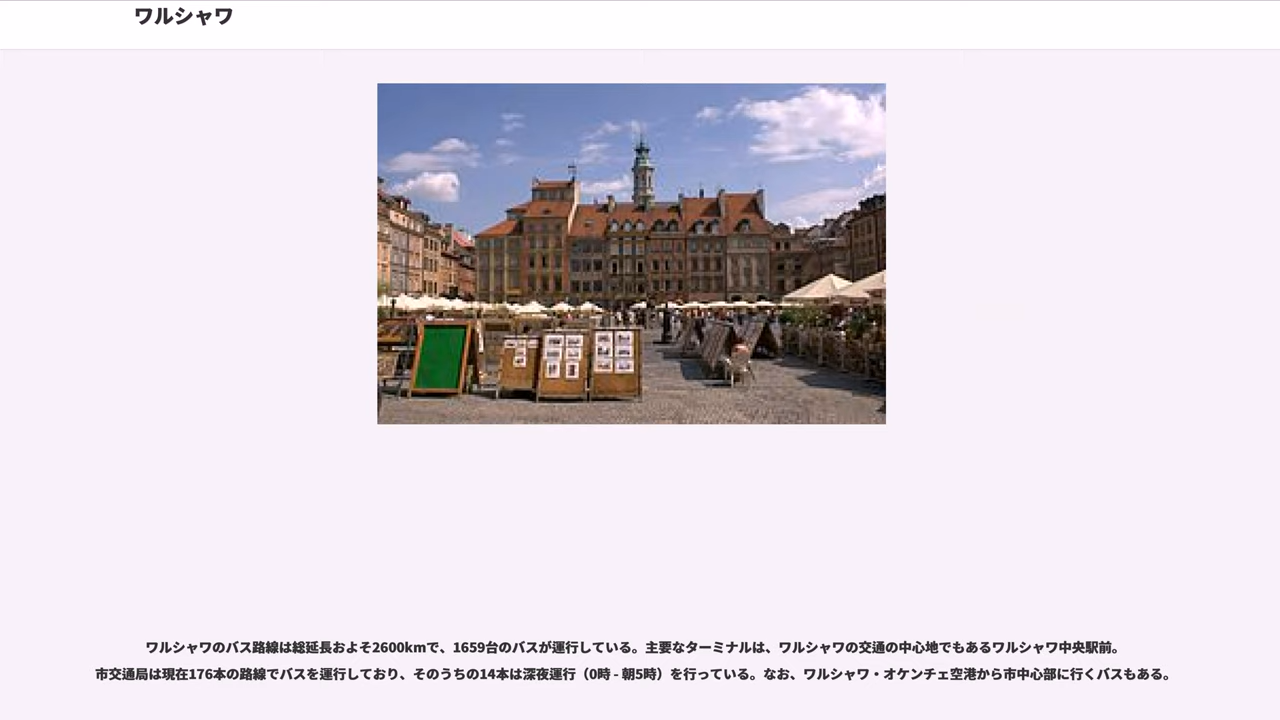 ワルシャワ
ワルシャワのバス路線は総延長およそ2600kmで、1659台のバスが運行している。主要なターミナルは、ワルシャワの交通の中心地でもあるワルシャワ中央駅前。
市交通局は現在176本の路線でバスを運行しており、そのうちの14本は深夜運行（0時 - 朝5時）を行っている。なお、ワルシャワ・オケンチェ空港から市中心部に行くバスもある。